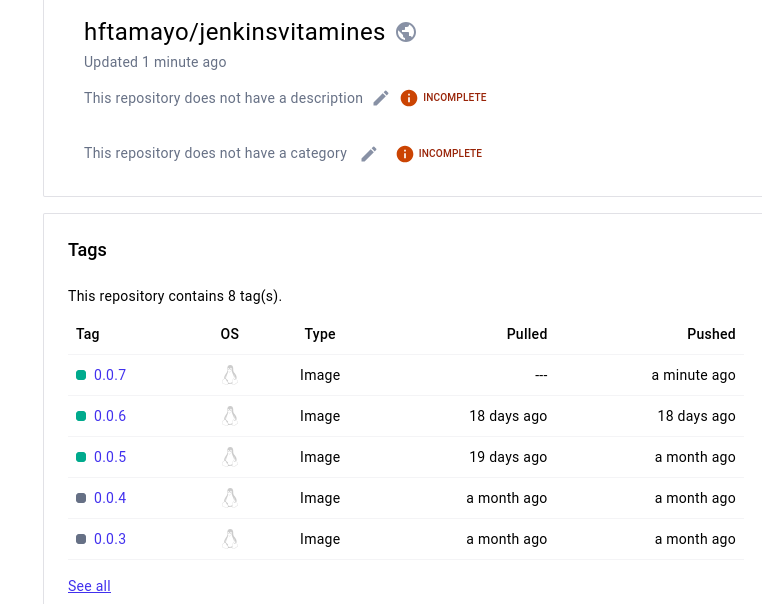 hftamayo/jenkinsvitamines
Updated 1 minute ago
This repository does not have a description INCOMPLETE
This repository does not have a category INCOMPLETE
Tags
This repository contains 8 tag(s).
Tag OS Type Pulled Pushed
0.0.7 Image --- a minute ago
0.0.6 Image 18 days ago 18 days ago
0.0.5 Image 19 days ago a month ago
0.0.4 Image a month ago a month ago
0.0.3 Image a month ago a month ago
See all